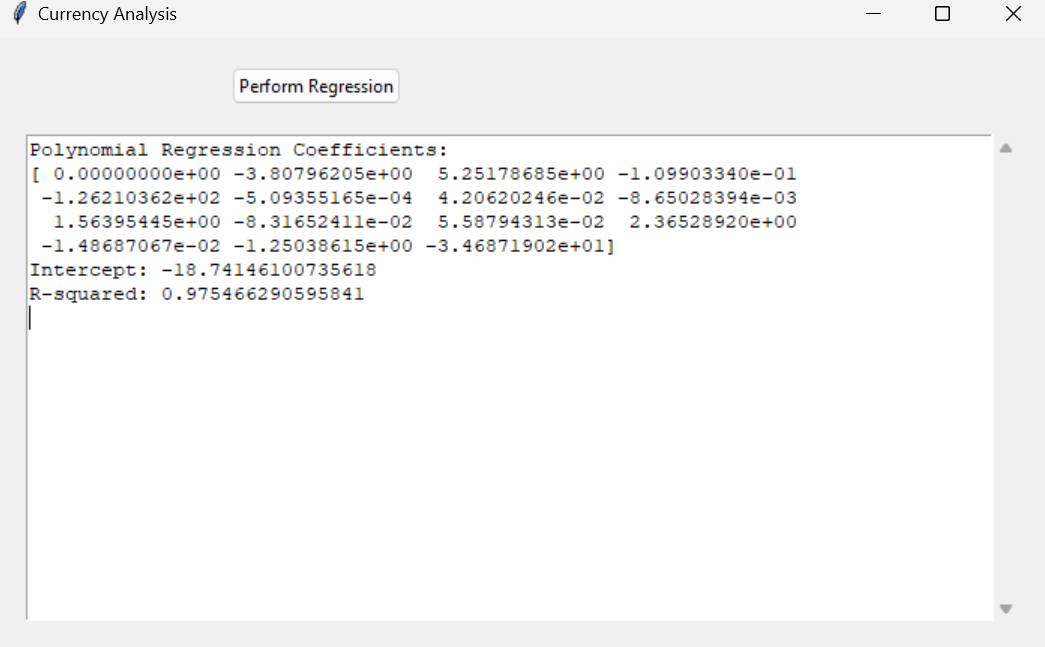 Currency Analysis
Perform Regression
Polynomial Regression Coefficients:
[ 0.00000000e+00 -3.80796205e+00  5.25178685e+00 -1.09903340e-01
 -1.26210362e+02 -5.09355165e-04  4.20620246e-02 -8.65028394e-03
  1.56395445e+00 -8.31652411e-02  5.58794313e-02  2.36528920e+00
 -1.48687067e-02 -1.25038615e+00 -3.46871902e+01]
Intercept: -18.74146100735618
R-squared: 0.975466290595841